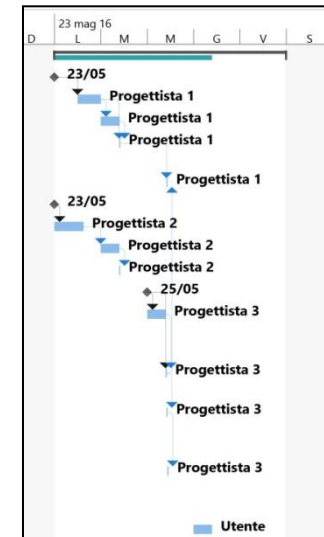 23 mag 16
D L M M G V S
23/05
Progettista 1
Progettista 1
Progettista 1
Progettista 1
23/05
Progettista 2
Progettista 2
Progettista 2
25/05
Progettista 3
Progettista 3
Progettista 3
Progettista 3
Utente